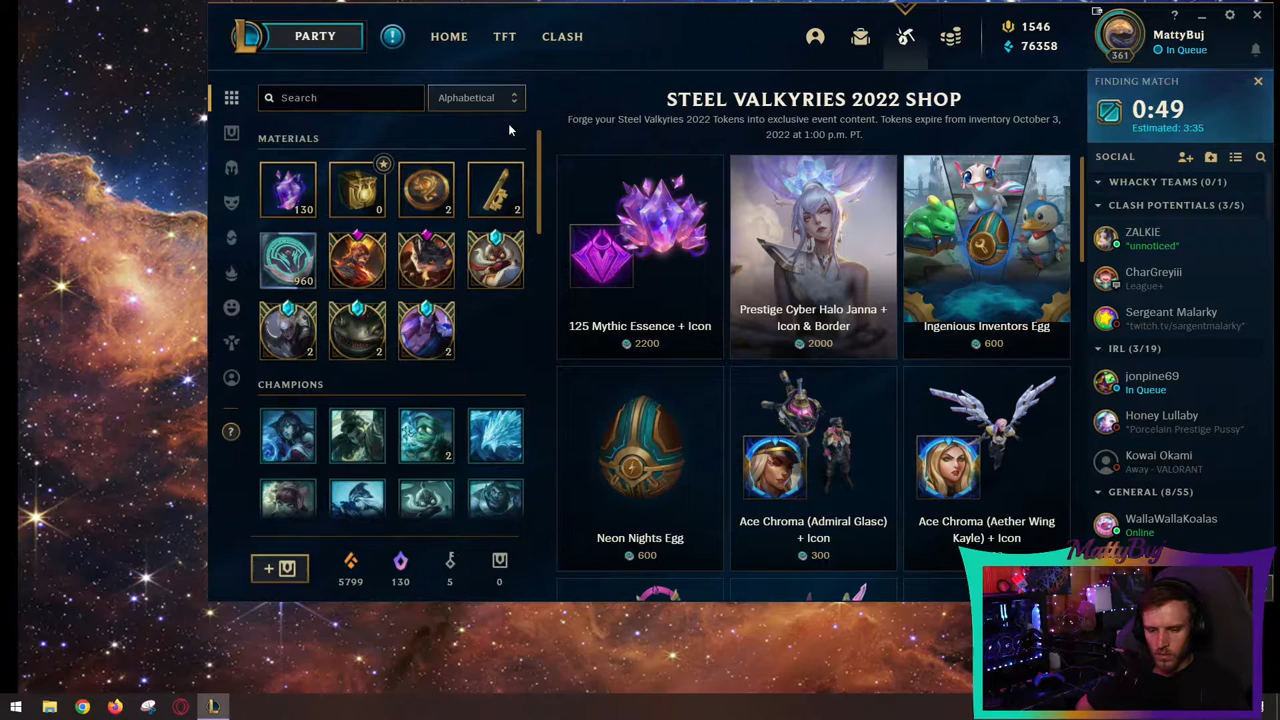 PARTY
HOME
TFT
CLASH
1546
76358
361
MattyBuj
In Queue
?
FINDING MATCH
0:49
Estimated: 3:35
Search
Alphabetical
MATERIALS
130
0
2
2
960
2
2
2
CHAMPIONS
2
?
5799
130
5
0
STEEL VALKYRIES 2022 SHOP
Forge your Steel Valkyries 2022 Tokens into exclusive event content. Tokens expire from inventory October 3,
2022 at 1:00 p.m. PT.
125 Mythic Essence + Icon
2200
Prestige Cyber Halo Janna +
Icon & Border
2000
Ingenious Inventors Egg
600
Neon Nights Egg
600
Ace Chroma (Admiral Glasc)
+ Icon
300
Ace Chroma (Aether Wing
Kayle) + Icon
SOCIAL
WHACKY TEAMS (0/1)
CLASH POTENTIALS (3/5)
ZALKIE
"unnoticed"
CharGreyiii
League+
Sergeant Malarky
"twitch.tv/sargentmalarky"
IRL (3/19)
jonpine69
In Queue
Honey Lullaby
"Porcelain Prestige Pussy"
Kowai Okami
Away - VALORANT
GENERAL (8/55)
WallaWallaKoalas
Online
MattyBuj